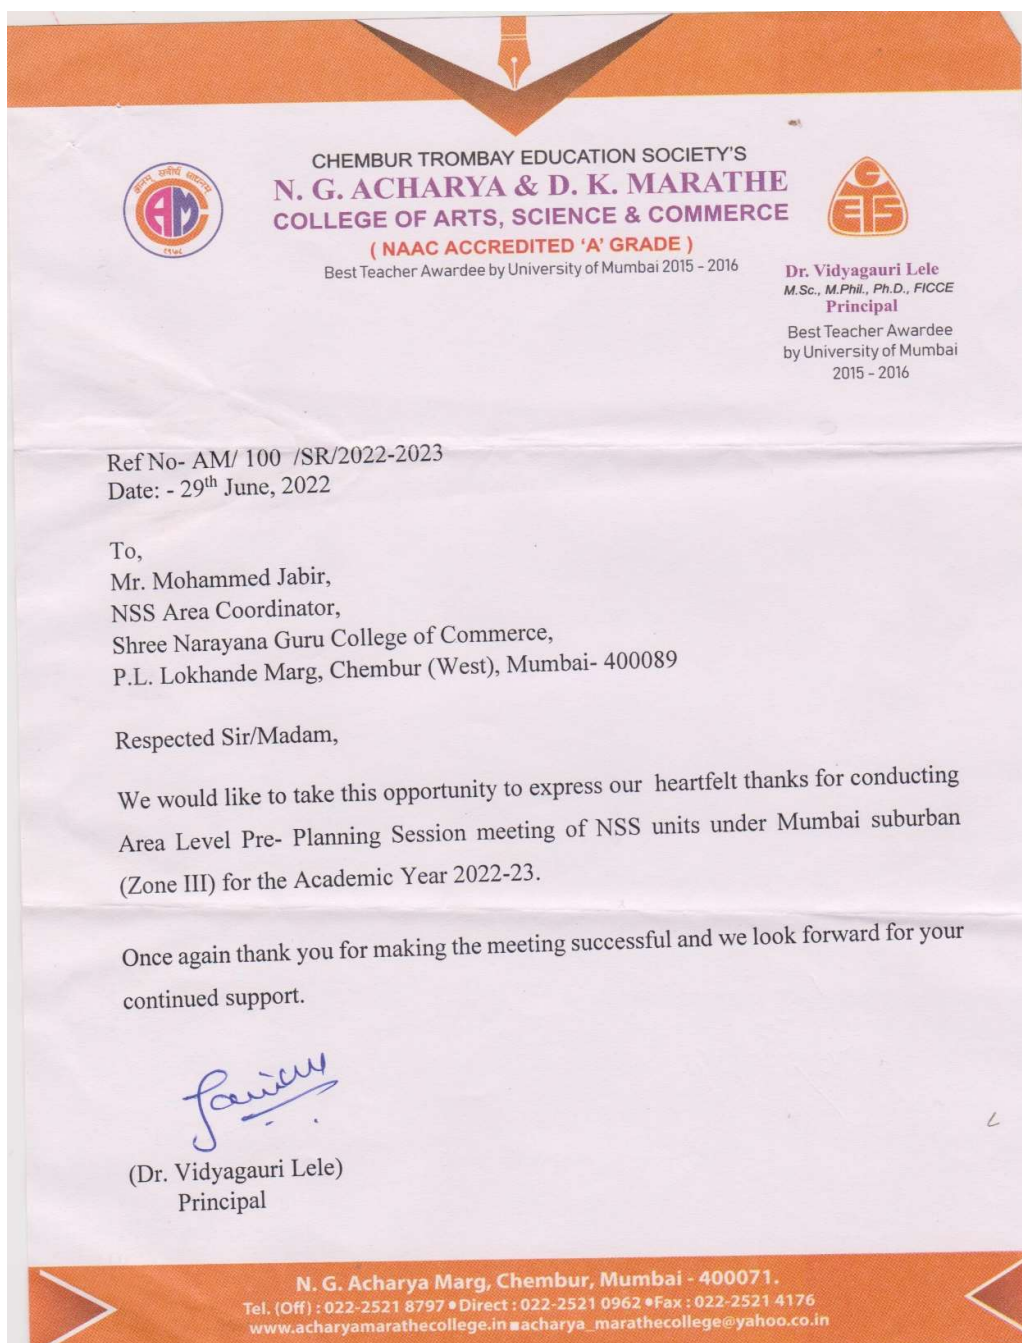 CHEMBUR TROMBAY EDUCATION SOCIETY'S
N. G. ACHARYA & D. K. MARATHE
COLLEGE OF ARTS, SCIENCE & COMMERCE
( NAAC ACCREDITED ‘A’ GRADE )
Best Teacher Awardee by University of Mumbai 2015 - 2016
CETS
Dr. Vidyagauri Lele
M.Sc., M.Phil., Ph.D., FICCE
Principal
Best Teacher Awardee
by University of Mumbai
2015 - 2016
Ref No- AM/ 100 /SR/2022-2023
Date: - 29th June, 2022
To,
Mr. Mohammed Jabir,
NSS Area Coordinator,
Shree Narayana Guru College of Commerce,
P.L. Lokhande Marg, Chembur (West), Mumbai- 400089
Respected Sir/Madam,
We would like to take this opportunity to express our heartfelt thanks for conducting
Area Level Pre- Planning Session meeting of NSS units under Mumbai suburban
(Zone III) for the Academic Year 2022-23.
Once again thank you for making the meeting successful and we look forward for your
continued support.
(Dr. Vidyagauri Lele)
Principal
N. G. Acharya Marg, Chembur, Mumbai - 400071.
Tel. (Off) : 022-2521 8797 • Direct : 022-2521 0962 • Fax : 022-2521 4176
www.acharyamarathecollege.in ■ acharya_marathecollege@yahoo.co.in